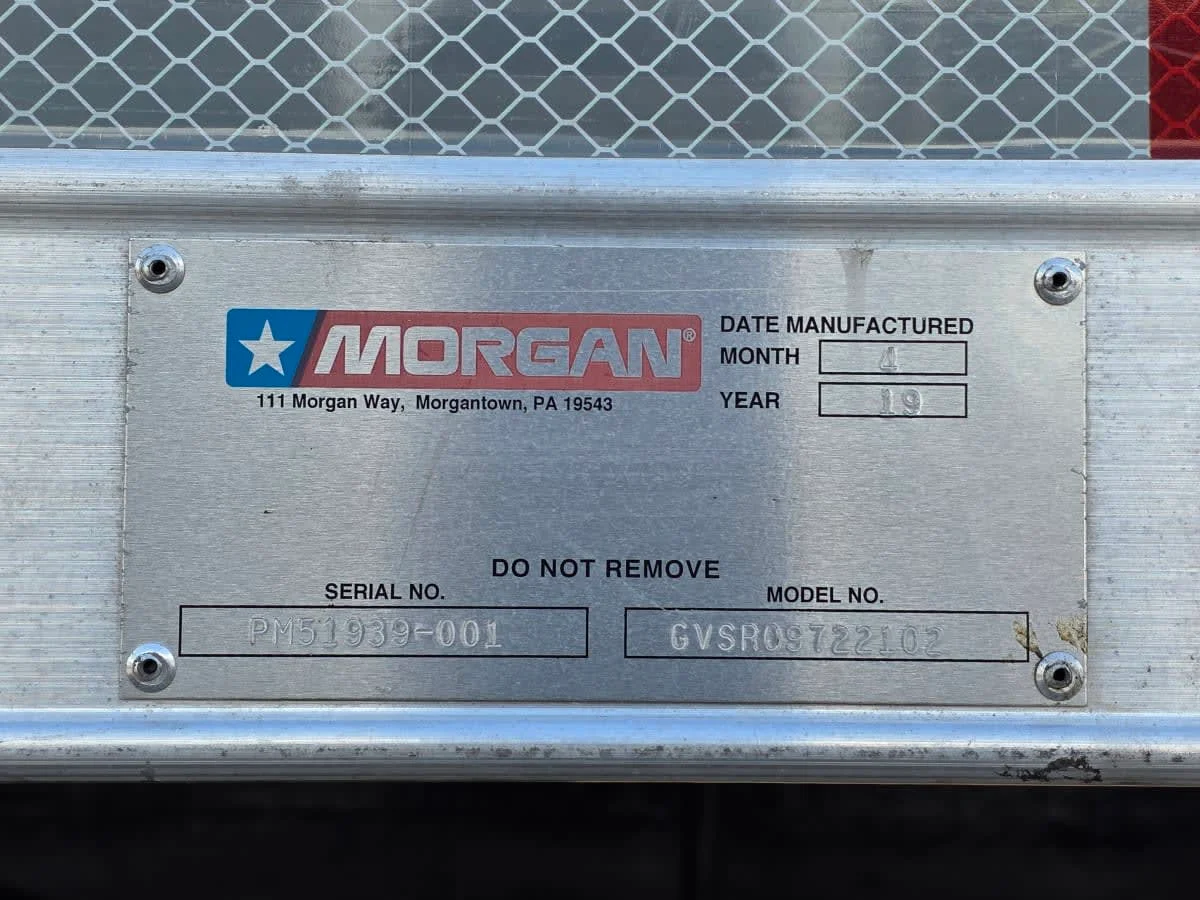 MORGAN®
111 Morgan Way, Morgantown, PA 19543
DATE MANUFACTURED
MONTH 4
YEAR 19
DO NOT REMOVE
SERIAL NO.
PM51939-001
MODEL NO.
GVSR09722102